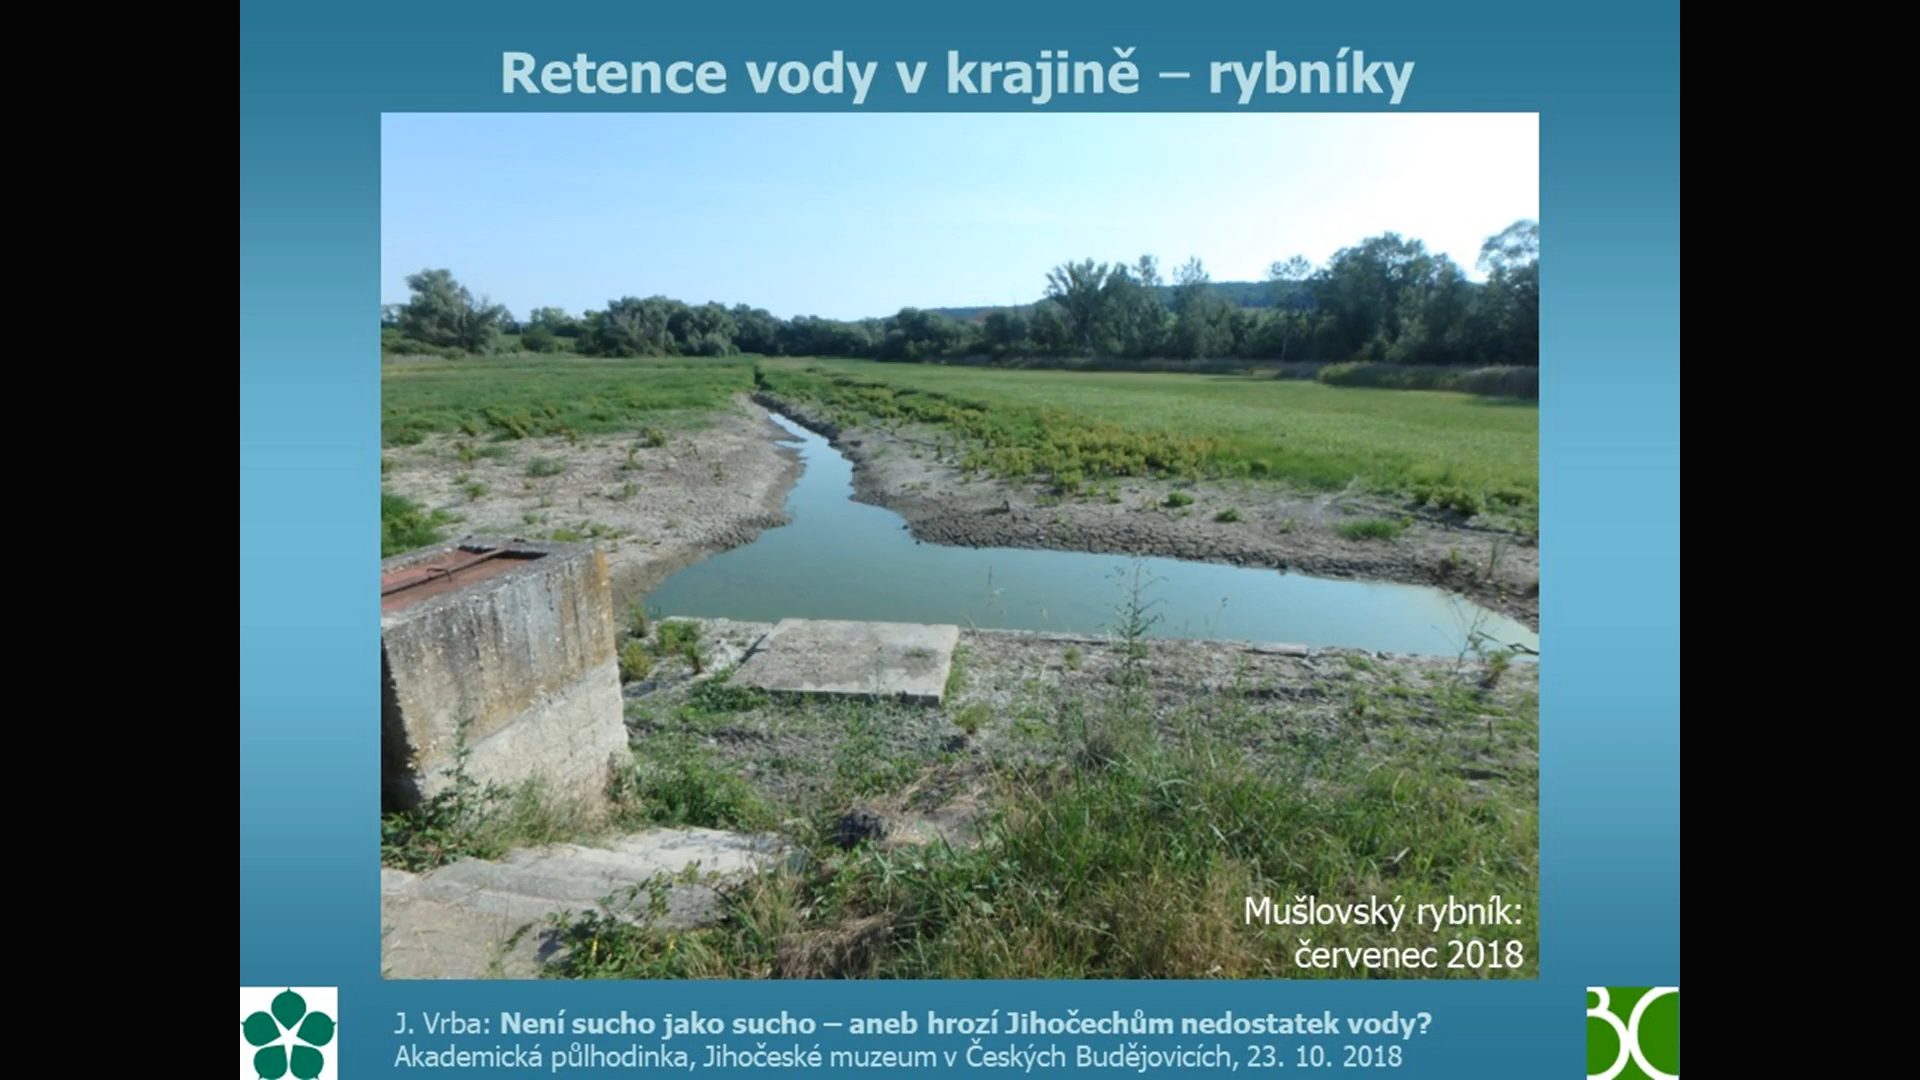 Retence vody v krajině – rybníky
Mušlovský rybník:
červenec 2018
J. Vrba: Není sucho jako sucho – aneb hrozí Jihočechům nedostatek vody?
Akademická půlhodinka, Jihočeské muzeum v Českých Budějovicích, 23. 10. 2018